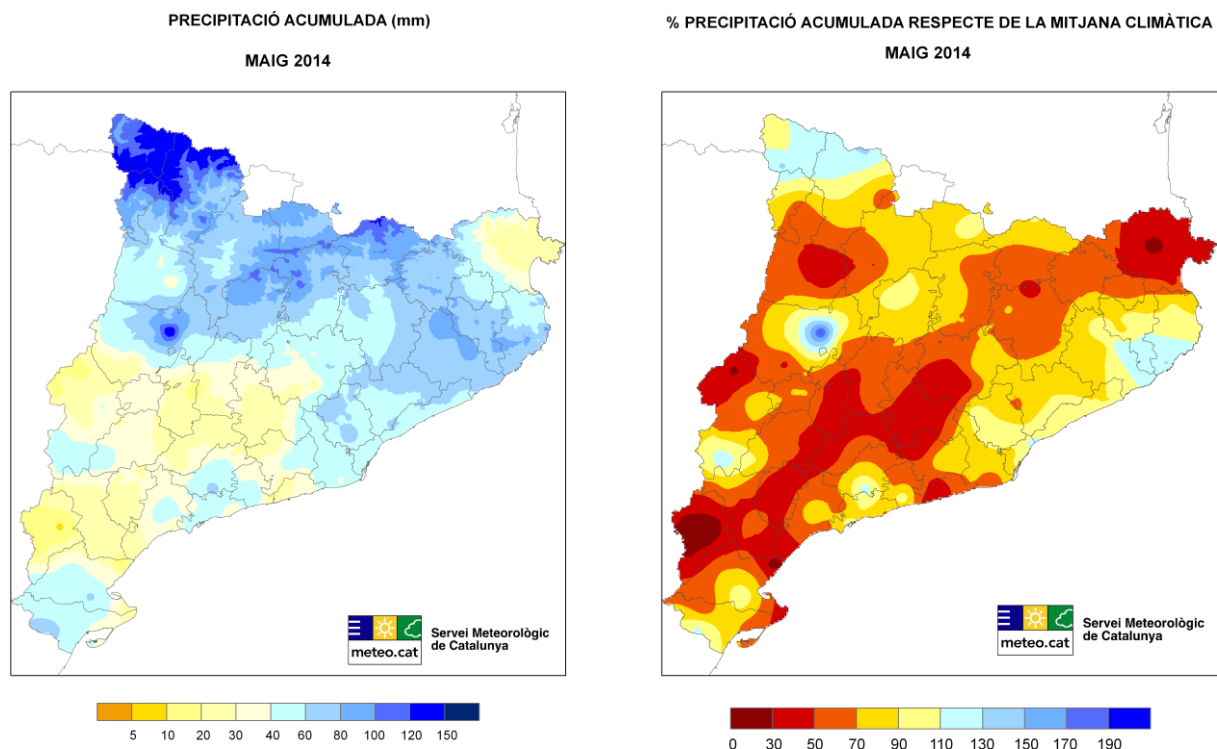 PRECIPITACIÓ ACUMULADA (mm)
MAIG 2014
% PRECIPITACIÓ ACUMULADA RESPECTE DE LA MITJANA CLIMÀTICA
MAIG 2014
meteo.cat
Servei Meteorològic
de Catalunya
meteo.cat
Servei Meteorològic
de Catalunya
5 10 20 30 40 60 80 100 120 150
0 30 50 70 90 110 130 150 170 190